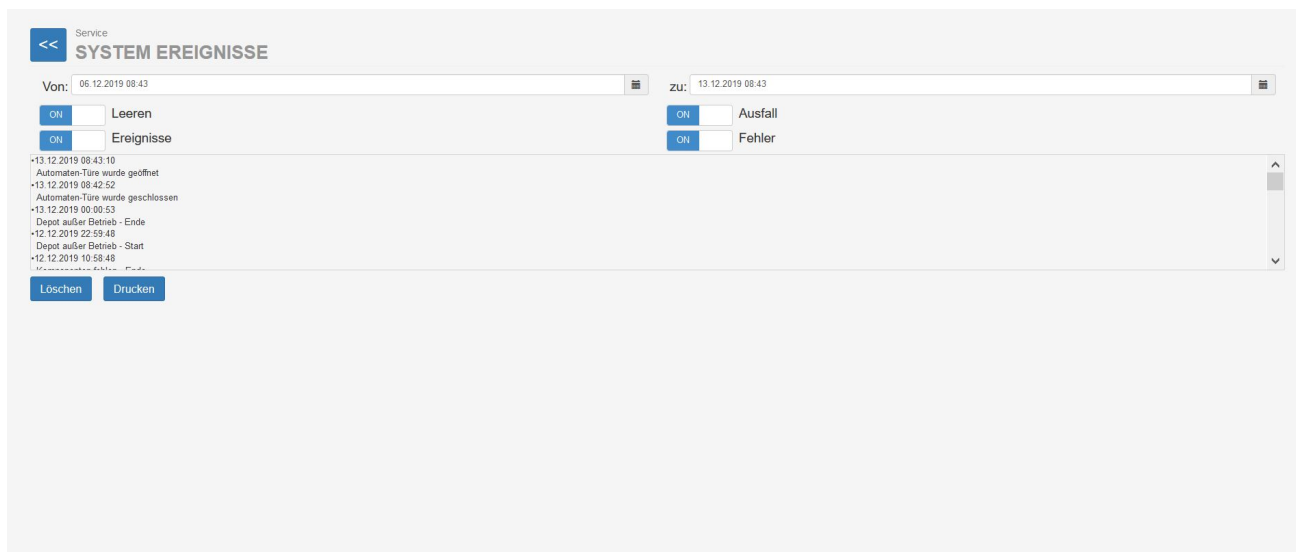 <<
Service
SYSTEM EREIGNISSE
Von: 06.12.2019 08:43
zu: 13.12.2019 08:43
ON Leeren
ON Ausfall
ON Ereignisse
ON Fehler
•13.12.2019 08:43:10
Automaten-Türe wurde geöffnet
•13.12.2019 08:42:52
Automaten-Türe wurde geschlossen
•13.12.2019 00:00:53
Depot außer Betrieb - Ende
•12.12.2019 22:59:48
Depot außer Betrieb - Start
•12.12.2019 10:58:48
Komponenten fehlen - Ende
Löschen Drucken